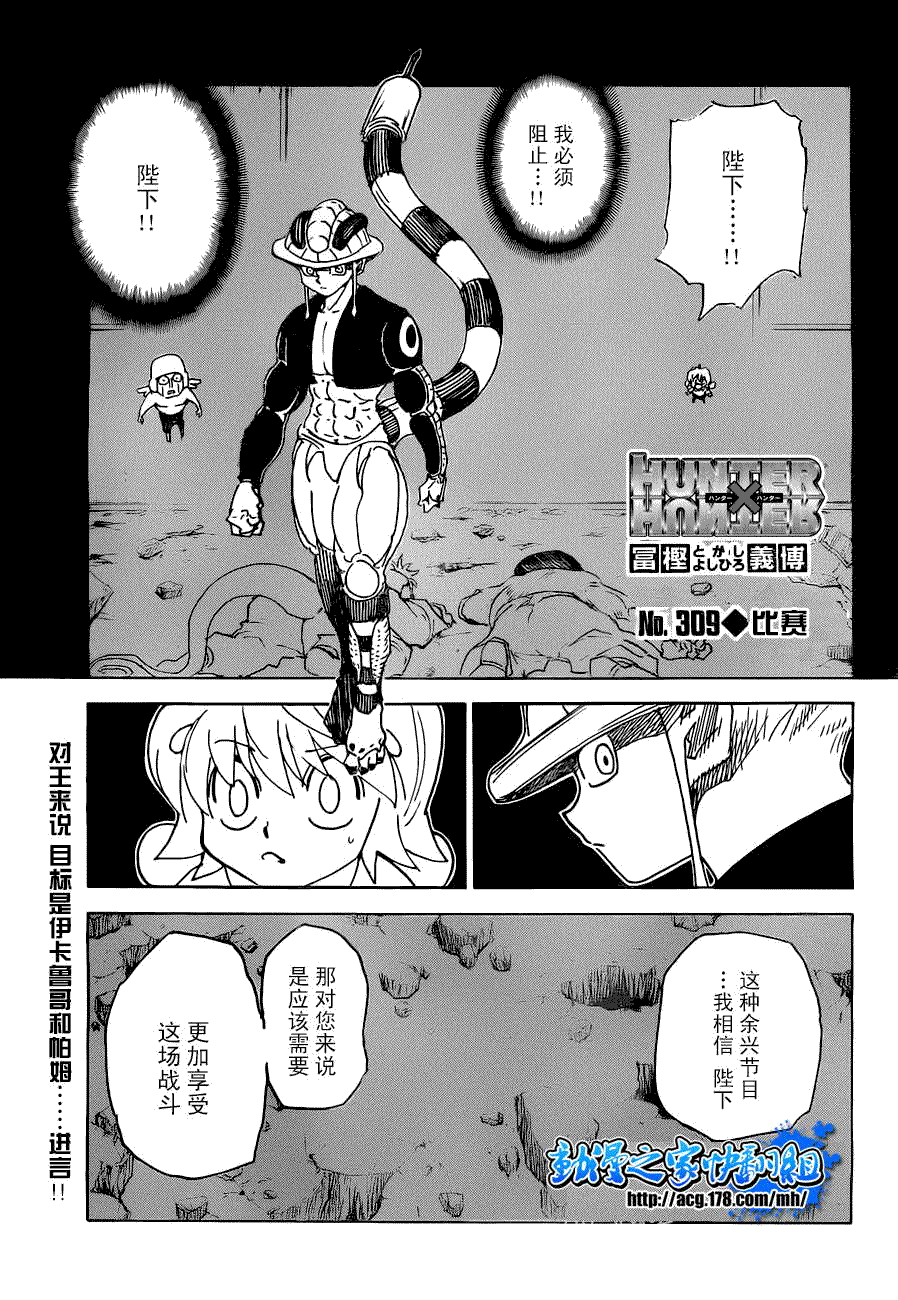 陛下……!!
我必须
阻止…!!
陛下!!
HUNTER
HUNTER
ハンター×ハンター
冨樫義博
とがし
よしひろ
No. 309◆比赛
这种余兴节目
…我相信 陛下
那对您来说
是应该需要
更加享受
这场战斗
对王来说 目标是伊卡鲁哥和帕姆……进言!!
動漫之家快翻組
http://acg.178.com/mh/